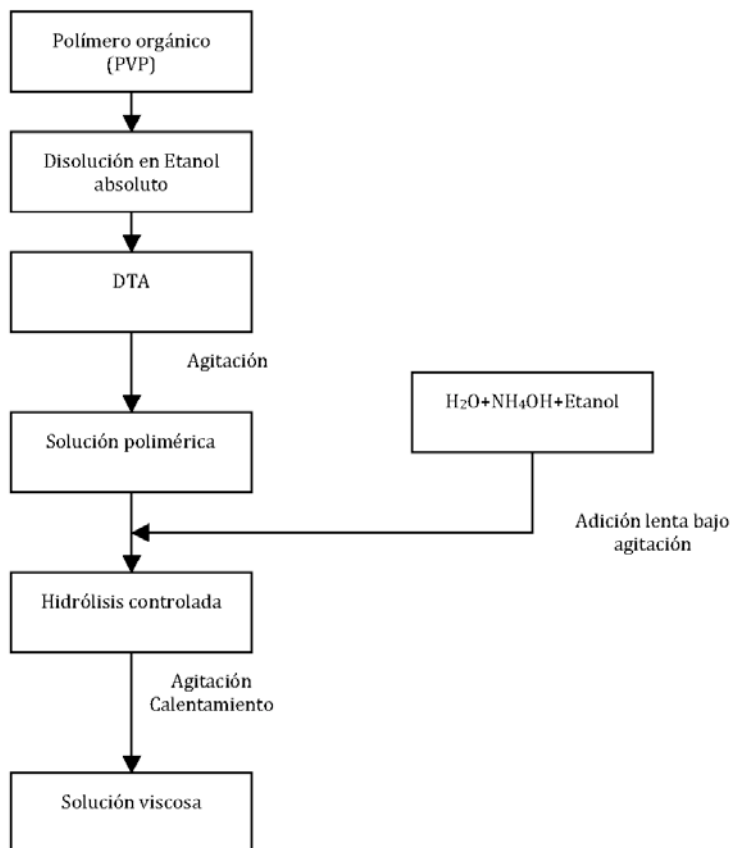 Polímero orgánico
(PVP)
Disolución en Etanol
absoluto
DTA
Agitación
H₂O+NH₄OH+Etanol
Solución polimérica
Adición lenta bajo
agitación
Hidrólisis controlada
Agitación
Calentamiento
Solución viscosa